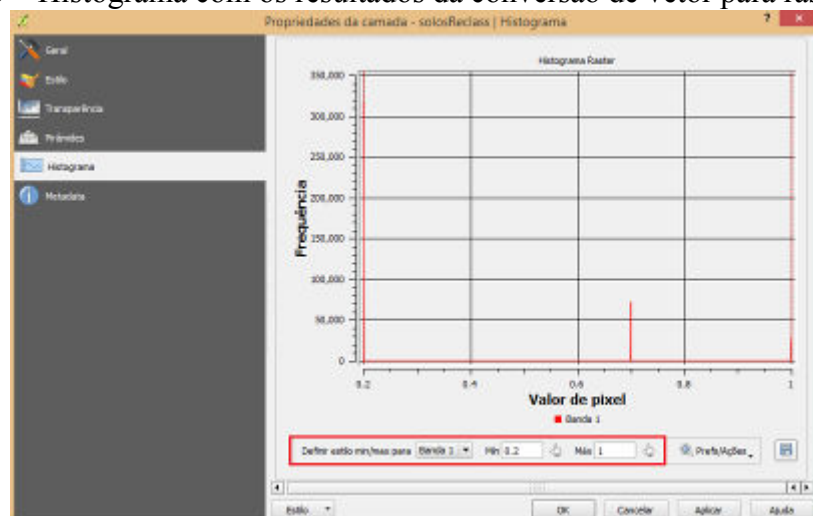 Histograma com os resultados da conversão de vetor para
Propriedades da camada - solosReclass | Histograma
?
Geral
Estilo
Transparência
Pirâmides
Histograma
Metadata
Histograma Raster
350,000
300,000
250,000
200,000
150,000
100,000
50,000
0
Frequência
0.2 0.4 0.6 0.8 1
Valor de pixel
Banda 1
Definir estilo min/max para Banda 1 Mín 0.2 Máx 1 Prefs/Ações
Estilo OK Cancelar Aplicar Ajuda